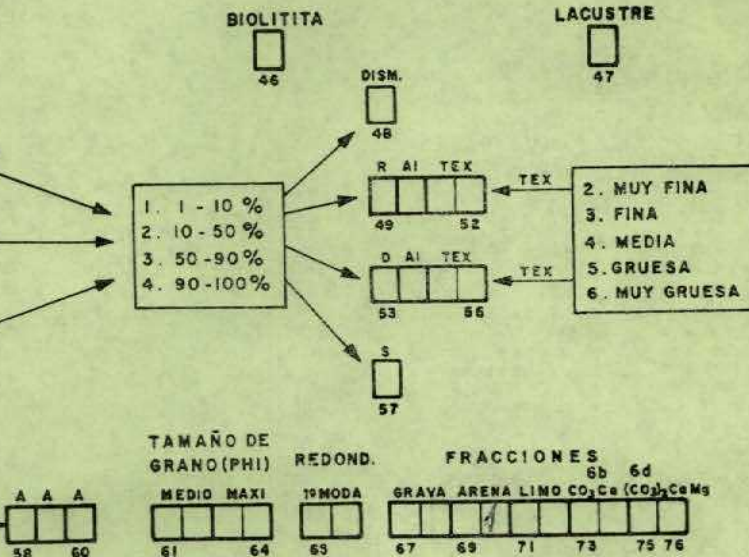 BIOLITITA LACUSTRE
46 47
DISM.
48
R AI TEX
49 52
TEX
D AI TEX
53 56
TEX
S
57
1. 1 - 10 %
2. 10 - 50 %
3. 50 - 90 %
4. 90 - 100 %
2. MUY FINA
3. FINA
4. MEDIA
5. GRUESA
6. MUY GRUESA
A A A
58 60
TAMAÑO DE
GRANO (PHI)
MEDIO MAXI
61 64
REDOND.
1º MODA
65
FRACCIONES
6b 6d
GRAVA ARENA LIMO CO3Ca (CO3)2CaMg
67 69 71 73 75 76